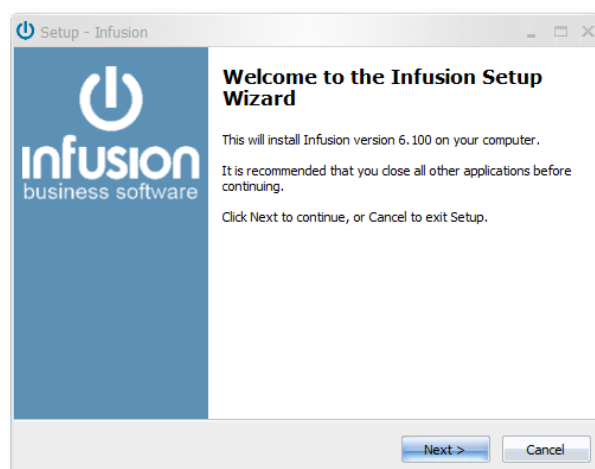 Setup - Infusion
Infusion
business software
Welcome to the Infusion Setup
Wizard
This will install Infusion version 6.100 on your computer.
It is recommended that you close all other applications before
continuing.
Click Next to continue, or Cancel to exit Setup.
Next >
Cancel